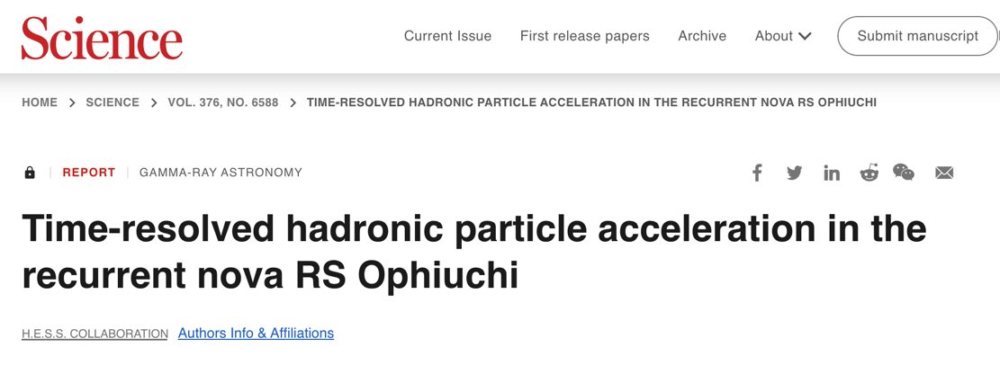 Science
Current Issue First release papers Archive About Submit manuscript
HOME > SCIENCE > VOL. 376, NO. 6588 > TIME-RESOLVED HADRONIC PARTICLE ACCELERATION IN THE RECURRENT NOVA RS OPHIUCHI
REPORT | GAMMA-RAY ASTRONOMY
Time-resolved hadronic particle acceleration in the
recurrent nova RS Ophiuchi
H.E.S.S. COLLABORATION Authors Info & Affiliations